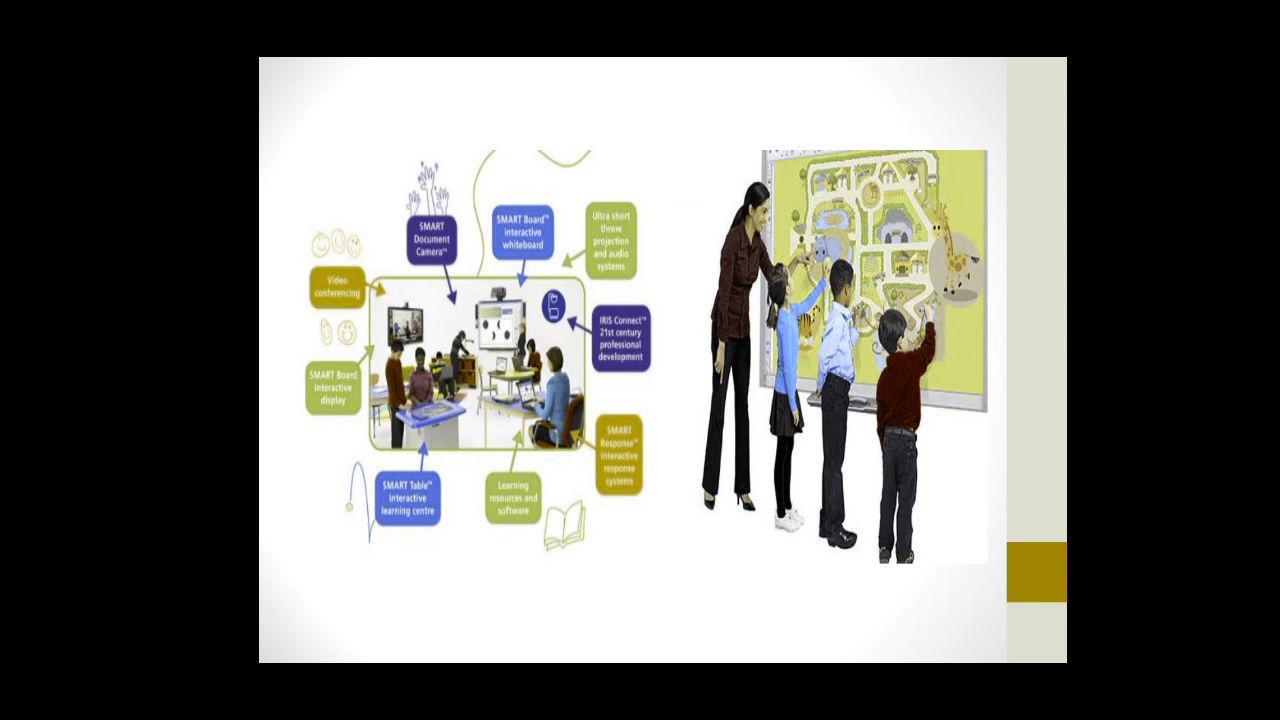 SMART
Document
Camera™
SMART Board™
interactive
whiteboard
Ultra short
throw
projection
and audio
systems
Video
conferencing
IRIS Connect™
21st century
professional
development
SMART Board
interactive
display
SMART
Response™
interactive
response
systems
SMART Table™
interactive
learning centre
Learning
resources and
software